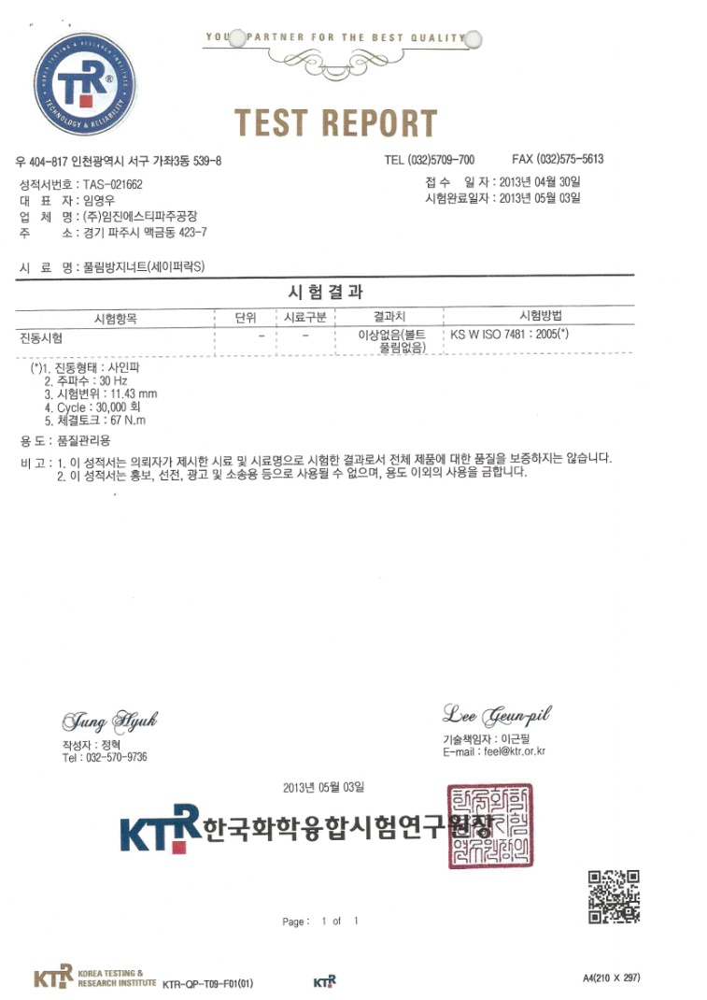 YOU PARTNER FOR THE BEST QUALITY
KOREA TESTING & RESEARCH INSTITUTE
TR®
TECHNOLOGY & RELIABILITY
TEST REPORT
우 404-817 인천광역시 서구 가좌3동 539-8 TEL (032)5709-700 FAX (032)575-5613
성적서번호 : TAS-021662 접 수 일 자 : 2013년 04월 30일
대 표 자 : 임영우 시험완료일자 : 2013년 05월 03일
업 체 명 : (주)임진에스티파주공장
주 소 : 경기 파주시 맥금동 423-7
시 료 명 : 풀림방지너트(세이퍼락S)
시 험 결 과
시험항목 단위 시료구분 결과치 시험방법
진동시험 - - 이상없음(볼트 KS W ISO 7481 : 2005(*)
풀림없음)
(*)1. 진동형태 : 사인파
2. 주파수 : 30 Hz
3. 시험변위 : 11.43 mm
4. Cycle : 30,000 회
5. 체결토크 : 67 N.m
용 도 : 품질관리용
비 고 : 1. 이 성적서는 의뢰자가 제시한 시료 및 시료명으로 시험한 결과로서 전체 제품에 대한 품질을 보증하지는 않습니다.
2. 이 성적서는 홍보, 선전, 광고 및 소송용 등으로 사용될 수 없으며, 용도 이외의 사용을 금합니다.
Jung Hyuk Lee Geun-pil
작성자 : 정혁 기술책임자 : 이근필
Tel : 032-570-9736 E-mail : feel@ktr.or.kr
2013년 05월 03일
KTR 한국화학융합시험연구원장
Page : 1 of 1
KTR KOREA TESTING &
RESEARCH INSTITUTE KTR-QP-T09-F01(01) KTR A4(210 X 297)